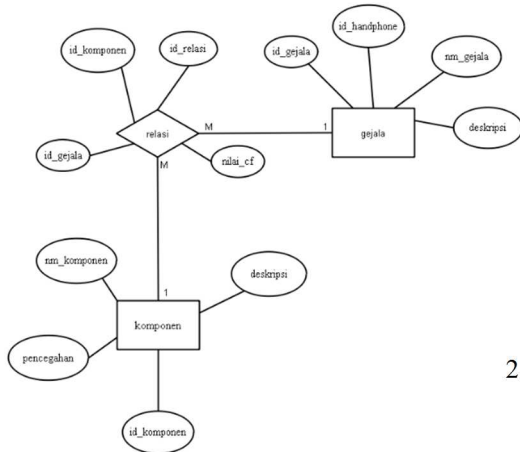 id_handphone
id_komponen
id_relasi
id_gejala
nm_gejala
relasi
M
1
gejala
deskripsi
id_gejala
M
nilai_cf
nm_komponen
deskripsi
1
komponen
pencegahan
2
id_komponen